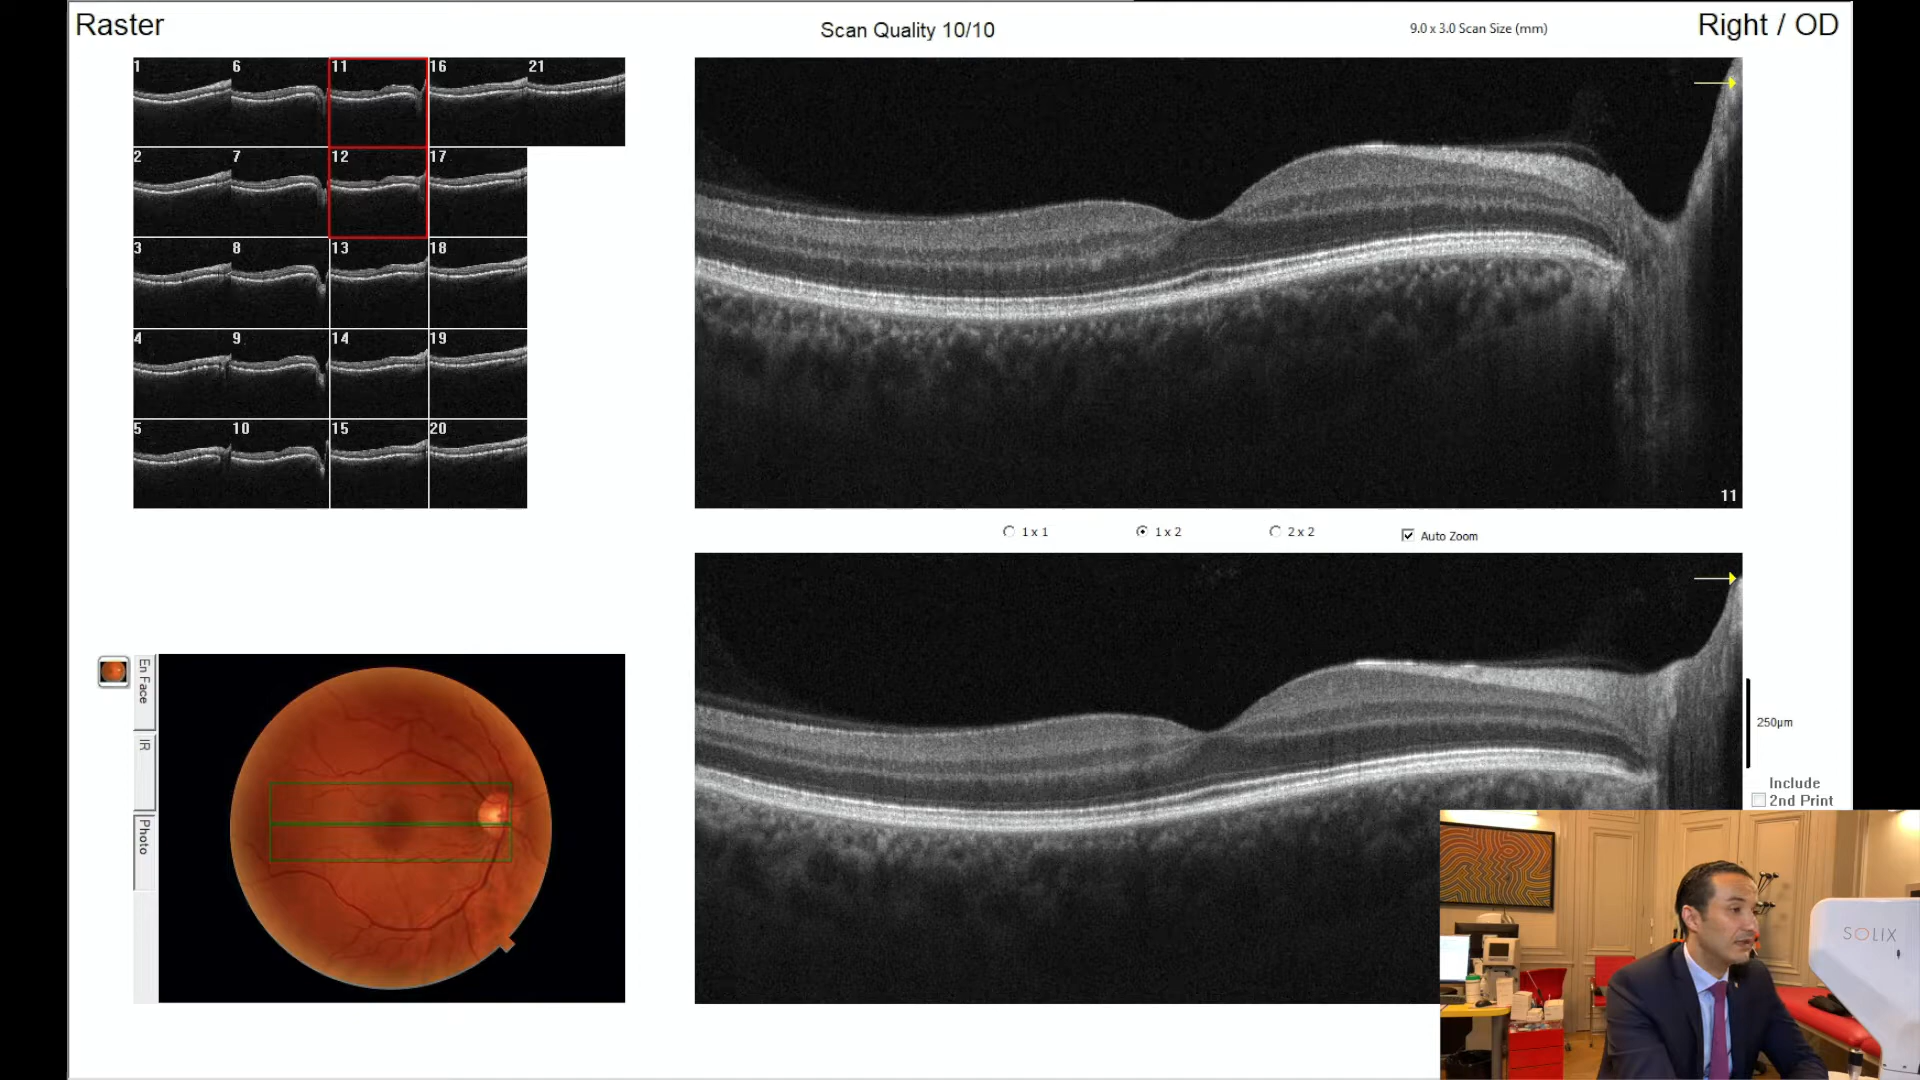 Raster
Scan Quality 10/10
9.0 x 3.0 Scan Size (mm)
Right / OD
1
6
11
16
21
2
7
12
17
3
8
13
18
4
9
14
19
5
10
15
20
11
1 x 1
1 x 2
2 x 2
Auto Zoom
En Face
IR
Photo
250µm
Include
2nd Print
SOLIX